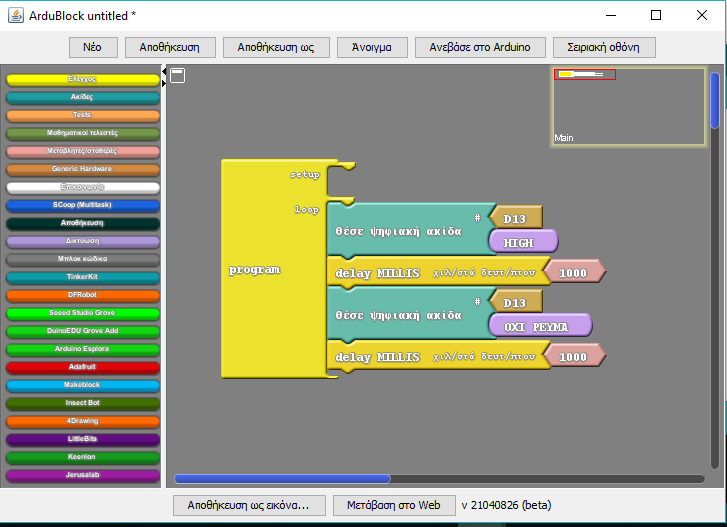 ArduBlock untitled *
Νέο Αποθήκευση Αποθήκευση ως Άνοιγμα Ανεβάσε στο Arduino Σειριακή οθόνη
Ελεγχος
Ακίδες
Tests
Μαθηματικοί τελεστές
Μεταβλητές/σταθερές
Generic Hardware
Επικοινωνία
SCoop (Multitask)
Αποθήκευση
Δικτύωση
Μπλοκ κώδικα
TinkerKit
DFRobot
Seeed Studio Grove
DuinoEDU Grove Add
Arduino Esplora
Adafruit
Makeblock
Insect Bot
4Drawing
LittleBits
Keenlon
Jerusalab
Main
program
setup
loop
θέσε ψηφιακή ακίδα # D13
HIGH
delay MILLIS χιλ/στά δευτ/πτου 1000
θέσε ψηφιακή ακίδα # D13
ΟΧΙ ΡΕΥΜΑ
delay MILLIS χιλ/στά δευτ/πτου 1000
Αποθήκευση ως εικόνα... Μετάβαση στο Web v 21040826 (beta)